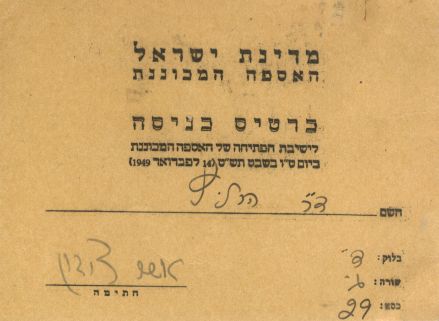 מדינת ישראל
האספה המכוננת
כרטיס כניסה
לישיבת הפתיחה של האספה המכוננת
ביום ט"ו בשבט תש"ט (14 לפברואר 1949)
השם ד"ר
חתימה
בלוק: ד'
שורה: ג'
כסא: 29